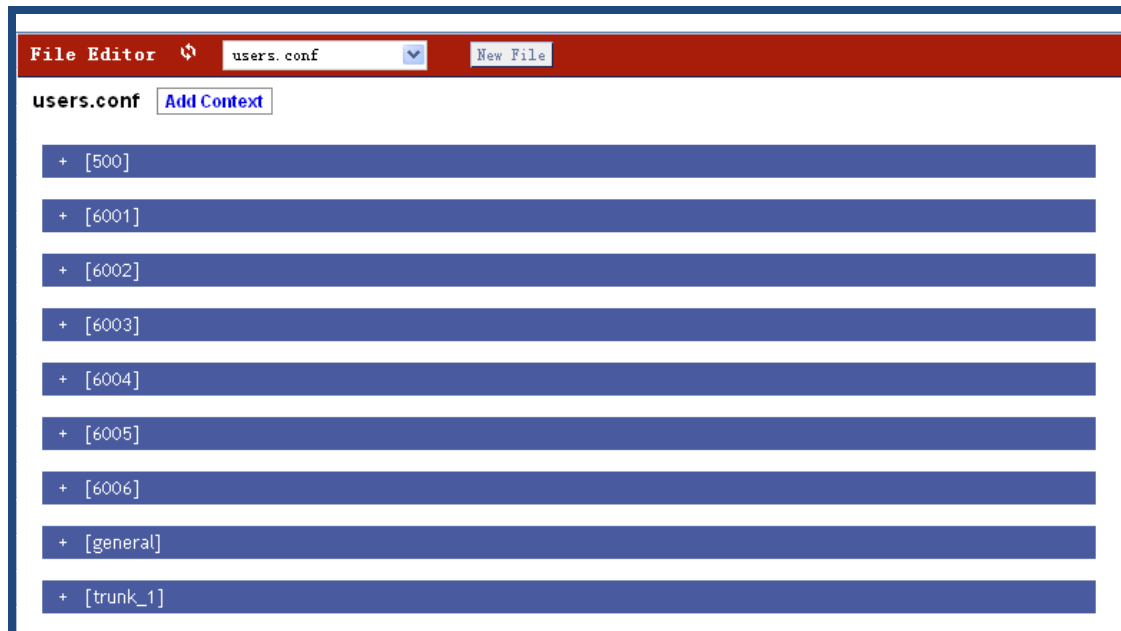 File Editor users.conf New File
users.conf Add Context
+ [500]
+ [6001]
+ [6002]
+ [6003]
+ [6004]
+ [6005]
+ [6006]
+ [general]
+ [trunk_1]